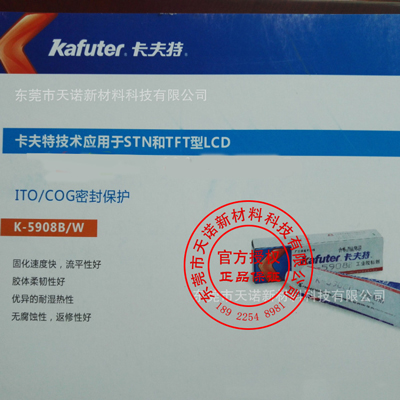 Kafuter 卡夫特
东莞市天诺新材料科技有限公司
卡夫特技术应用于STN和TFT型LCD
ITO/COG密封保护
K-5908B/W
固化速度快，流平性好
胶体柔韧性好
优异的耐湿热性
无腐蚀性，返修性好
东莞市天诺新材料科技有限公司
官方授权
正品
189 2254 8981
Kafuter 卡夫特
5908
东莞市天诺新材料科技有限公司